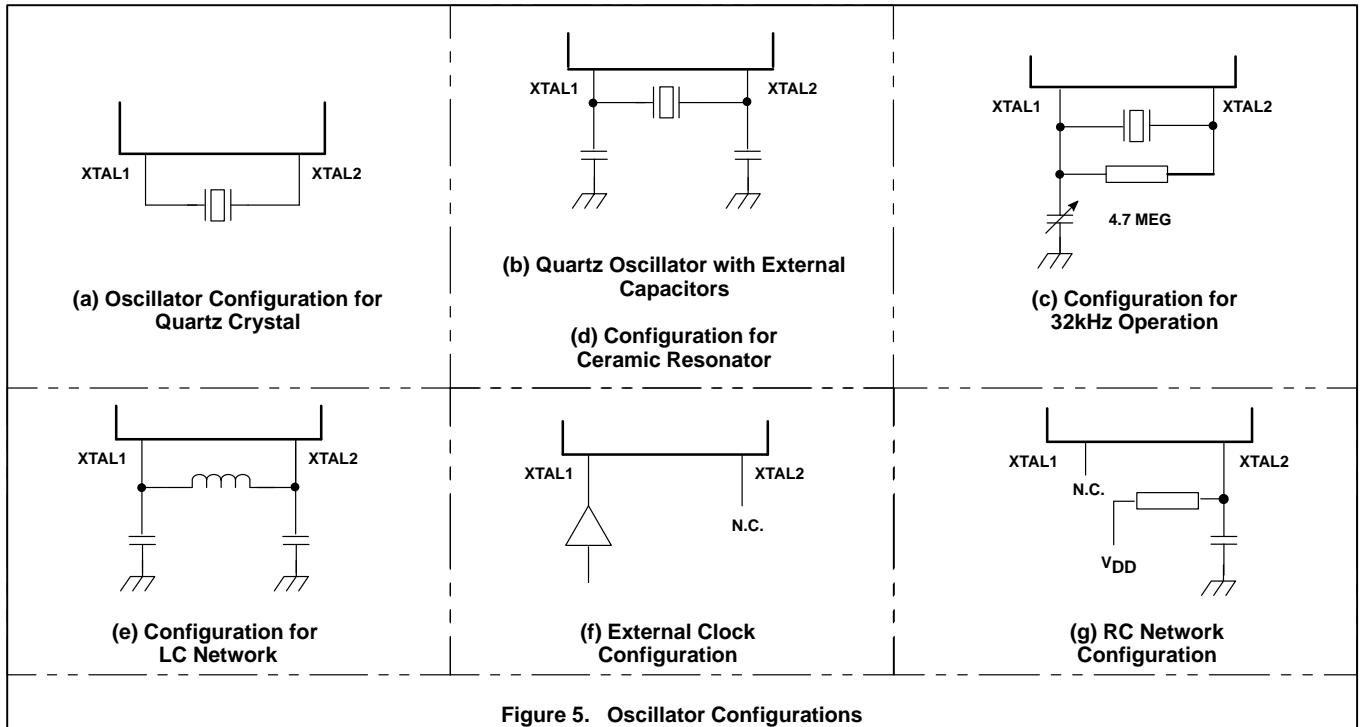 XTAL1
XTAL2
(a) Oscillator Configuration for
Quartz Crystal
XTAL1
XTAL2
(b) Quartz Oscillator with External
Capacitors
(d) Configuration for
Ceramic Resonator
XTAL1
XTAL2
4.7 MEG
(c) Configuration for
32kHz Operation
XTAL1
XTAL2
(e) Configuration for
LC Network
XTAL1
XTAL2
N.C.
(f) External Clock
Configuration
XTAL1
XTAL2
N.C.
VDD
(g) RC Network
Configuration
Figure 5. Oscillator Configurations